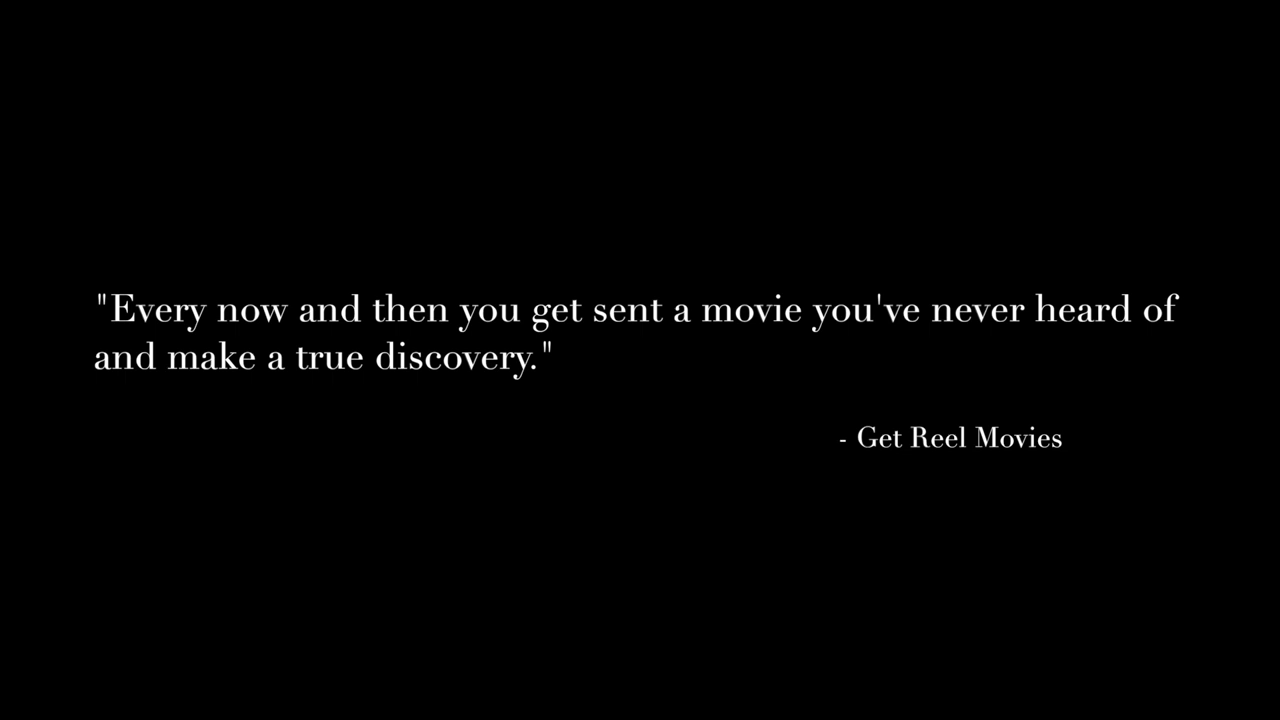 "Every now and then you get sent a movie you've never heard of
and make a true discovery."
- Get Reel Movies